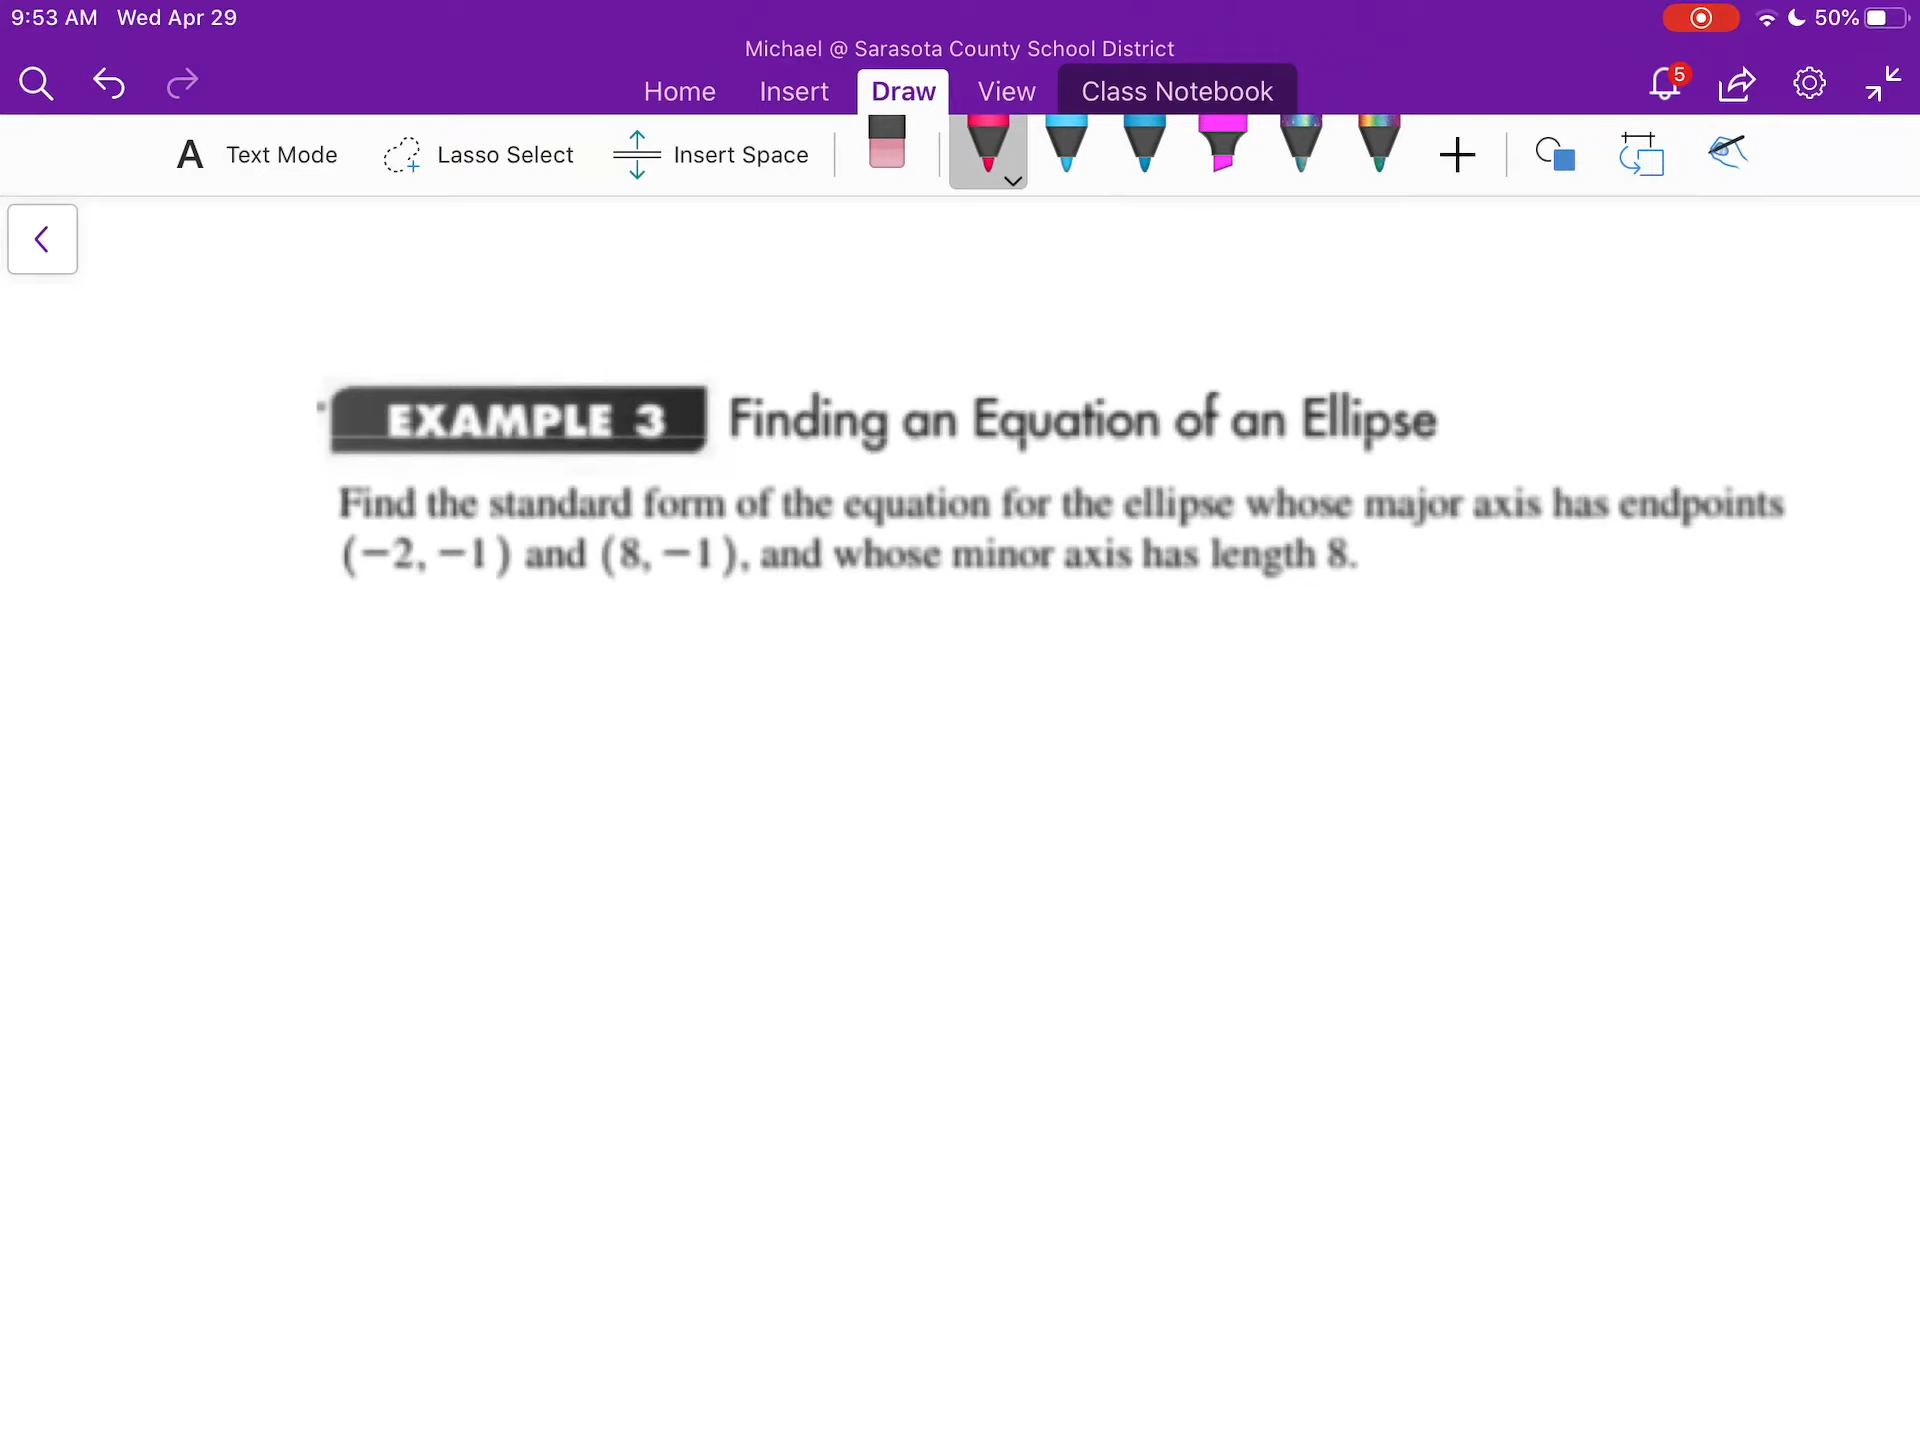 9:53 AM Wed Apr 29
50%
Michael @ Sarasota County School District
Home Insert Draw View Class Notebook
5
A Text Mode Lasso Select Insert Space
EXAMPLE 3 Finding an Equation of an Ellipse
Find the standard form of the equation for the ellipse whose major axis has endpoints
(−2, −1) and (8, −1), and whose minor axis has length 8.